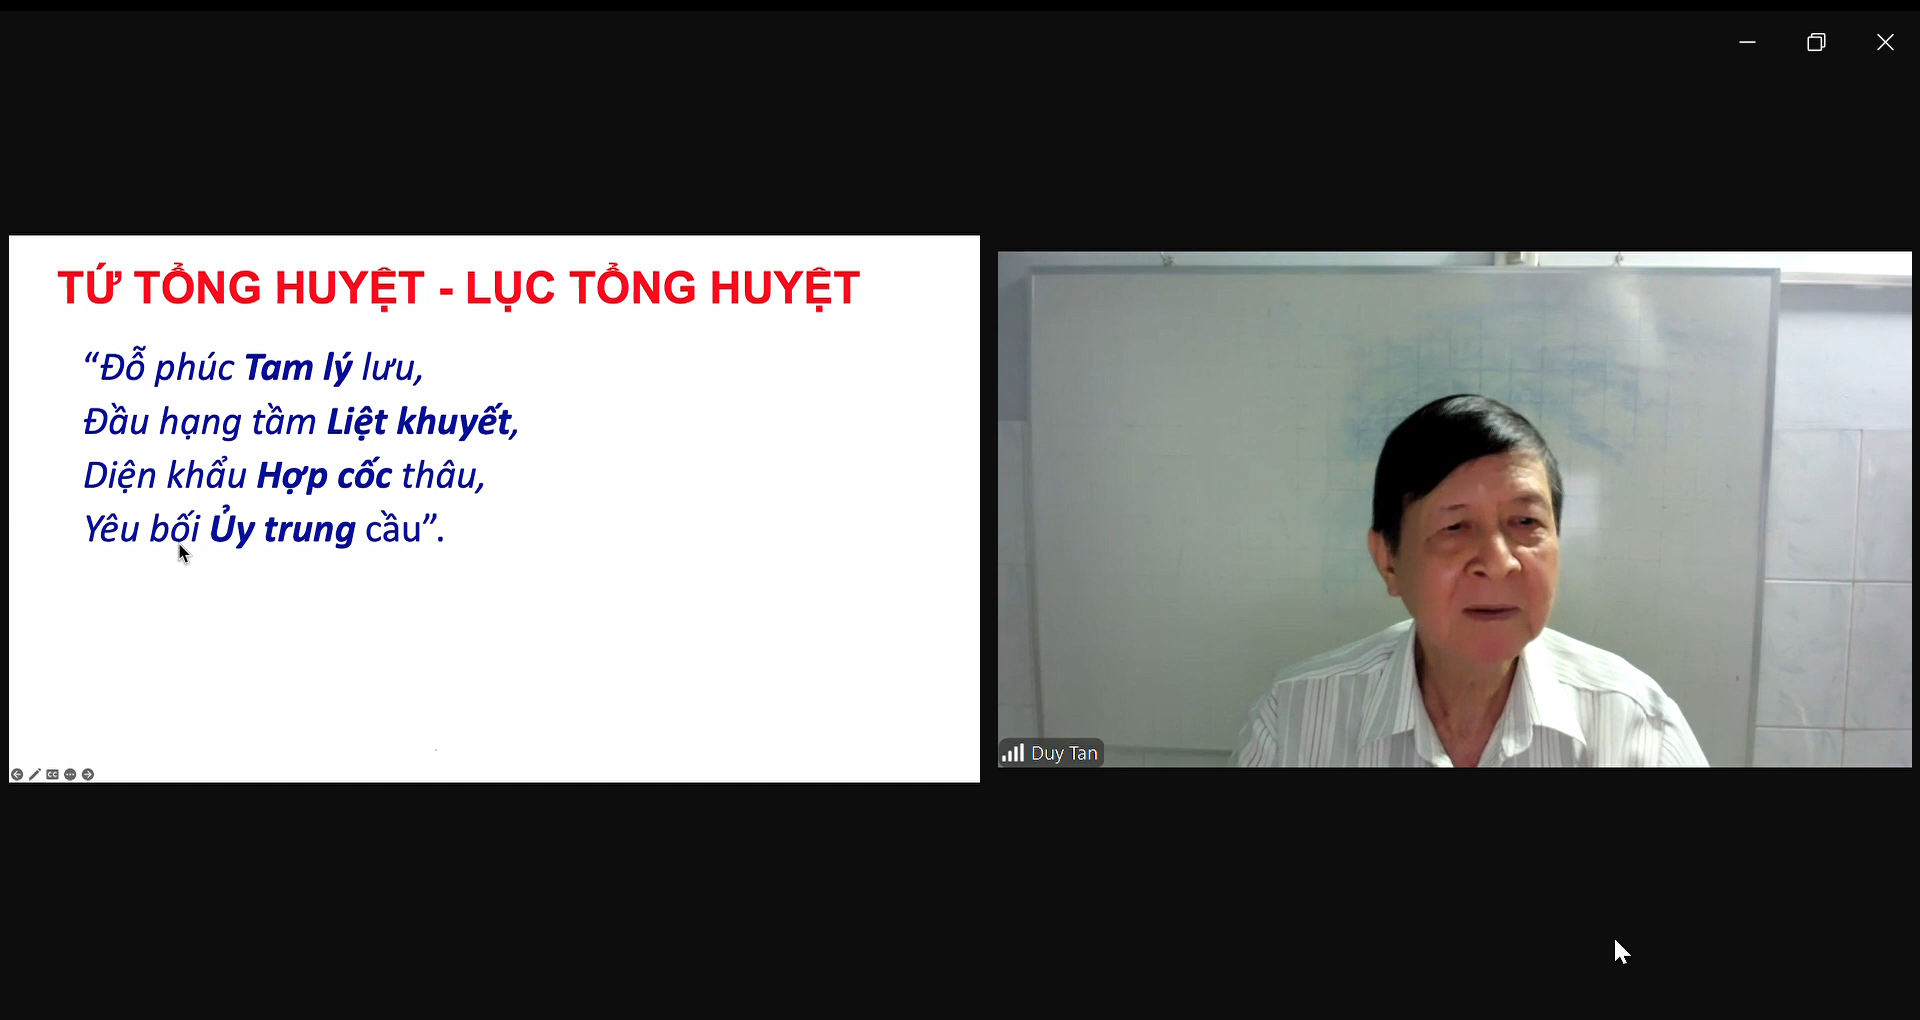 TỨ TỔNG HUYỆT - LỤC TỔNG HUYỆT
“Đỗ phúc Tam lý lưu,
Đầu hạng tầm Liệt khuyết,
Diện khẩu Hợp cốc thâu,
Yêu bối Ủy trung cầu”.
Duy Tan